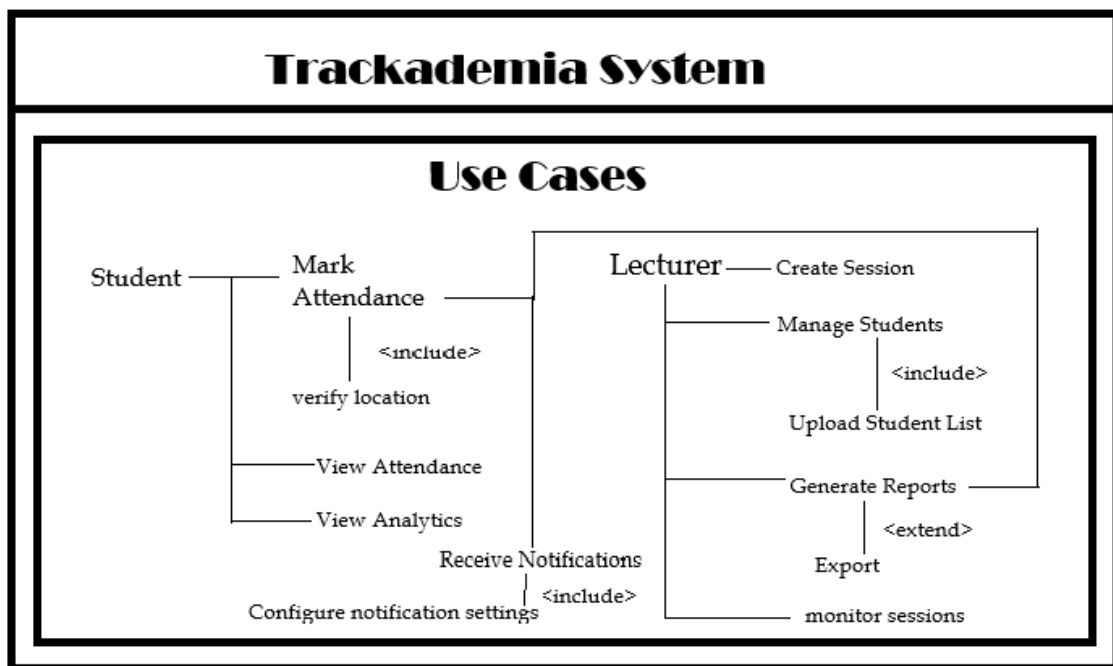 Trackademia System
Use Cases
Student
Mark
Attendance
<include>
verify location
View Attendance
View Analytics
Receive Notifications
<include>
Configure notification settings
Lecturer
Create Session
Manage Students
<include>
Upload Student List
Generate Reports
<extend>
Export
monitor sessions